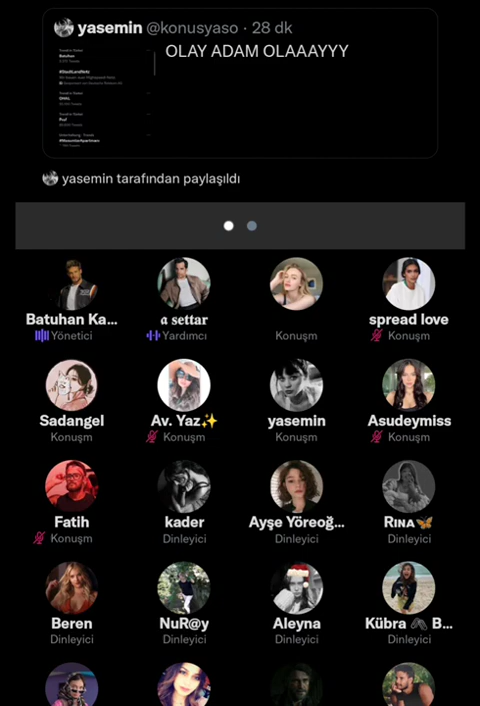 yasemin @konusyaso · 28 dk
OLAY ADAM OLAAAYYY
Batuhan
yasemin tarafından paylaşıldı
Batuhan Ka... a settar spread love
Yönetici Yardımcı Konuşm Konuşm
Sadangel Av. Yaz✨ yasemin Asudeymiss
Konuşm Konuşm Konuşm Konuşm
Fatih kader Ayşe Yöreoğ... Rɪɴᴀ🦋
Konuşm Dinleyici Dinleyici Dinleyici
Beren NuR@y Aleyna Kübra 🎮 B...
Dinleyici Dinleyici Dinleyici Dinleyici